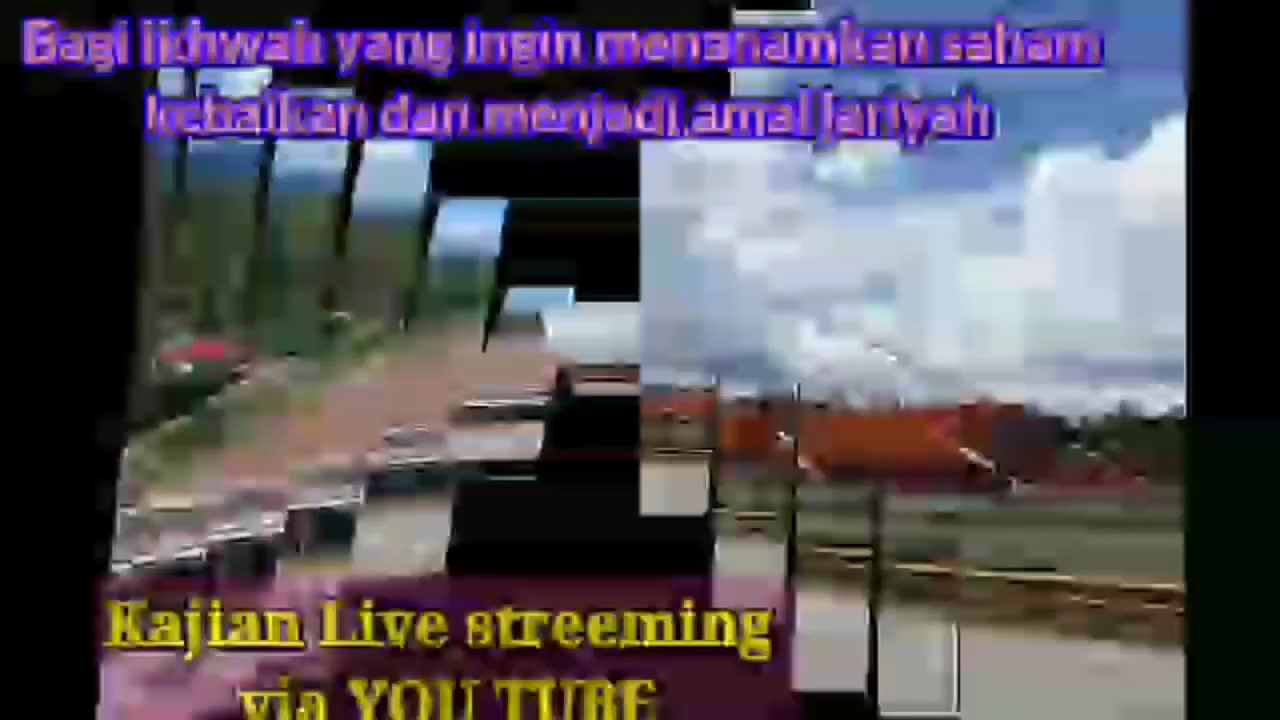 Bagi ikhwah yang ingin menanamkan saham
kebaikan dan menjadi amal jariyah
Kajian Live streeming
via YOU TUBE